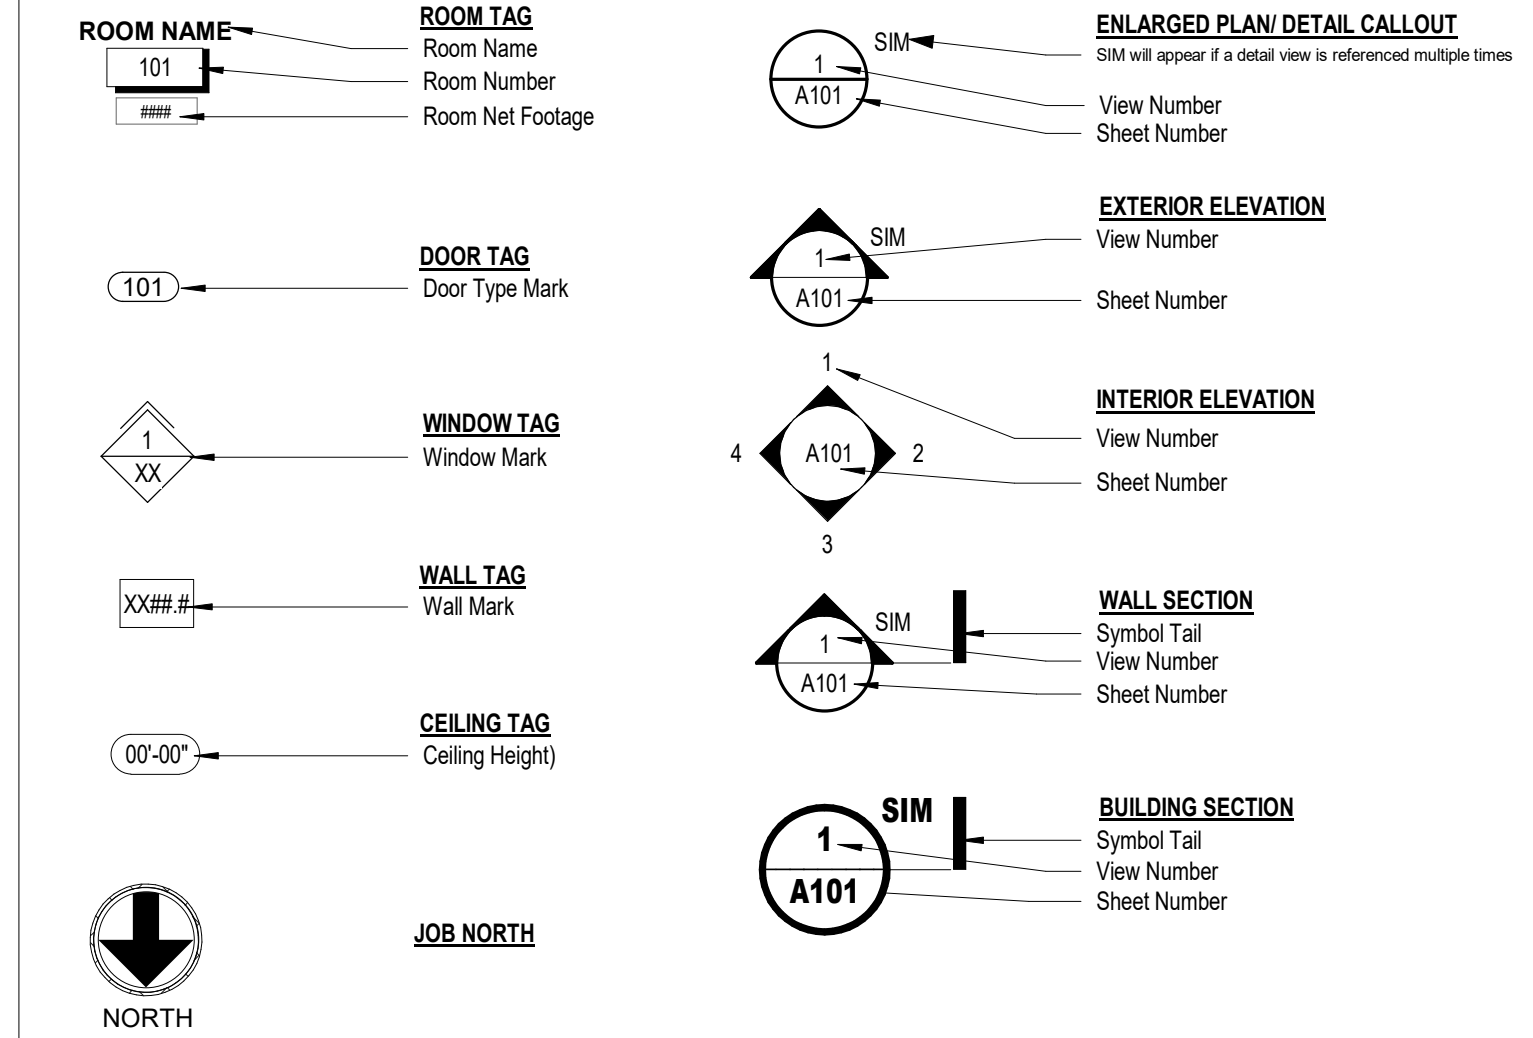 ROOM NAME
101
####
ROOM TAG
Room Name
Room Number
Room Net Footage
101
DOOR TAG
Door Type Mark
1
XX
WINDOW TAG
Window Mark
XX##.#
WALL TAG
Wall Mark
00'-00"
CEILING TAG
Ceiling Height)
NORTH
JOB NORTH
SIM
1
A101
ENLARGED PLAN/ DETAIL CALLOUT
SIM will appear if a detail view is referenced multiple times
View Number
Sheet Number
SIM
1
A101
EXTERIOR ELEVATION
View Number
Sheet Number
1
4
A101
2
3
INTERIOR ELEVATION
View Number
Sheet Number
SIM
1
A101
WALL SECTION
Symbol Tail
View Number
Sheet Number
SIM
1
A101
BUILDING SECTION
Symbol Tail
View Number
Sheet Number